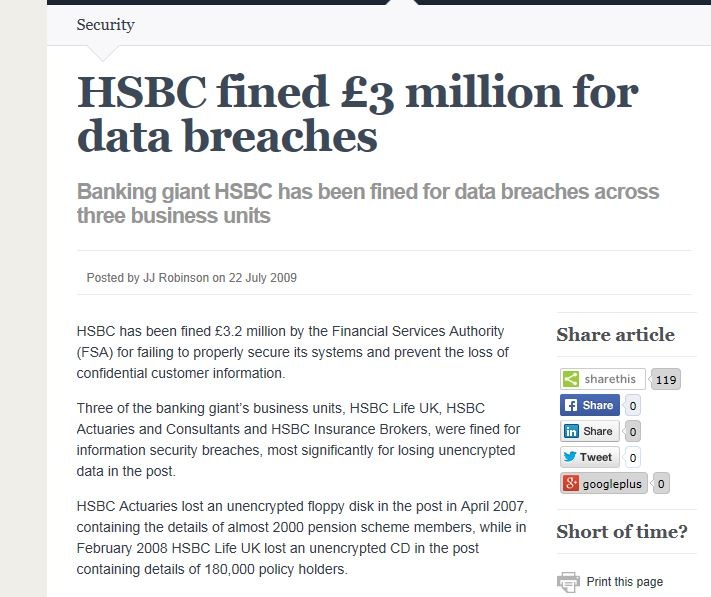 Security
HSBC fined £3 million for
data breaches
Banking giant HSBC has been fined for data breaches across
three business units
Posted by JJ Robinson on 22 July 2009
HSBC has been fined £3.2 million by the Financial Services Authority
(FSA) for failing to properly secure its systems and prevent the loss of
confidential customer information.
Three of the banking giant's business units, HSBC Life UK, HSBC
Actuaries and Consultants and HSBC Insurance Brokers, were fined for
information security breaches, most significantly for losing unencrypted
data in the post.
HSBC Actuaries lost an unencrypted floppy disk in the post in April 2007,
containing the details of almost 2000 pension scheme members, while in
February 2008 HSBC Life UK lost an unencrypted CD in the post
containing details of 180,000 policy holders.
Share article
sharethis 119
f Share 0
in Share 0
Tweet 0
g+ googleplus 0
Short of time?
Print this page